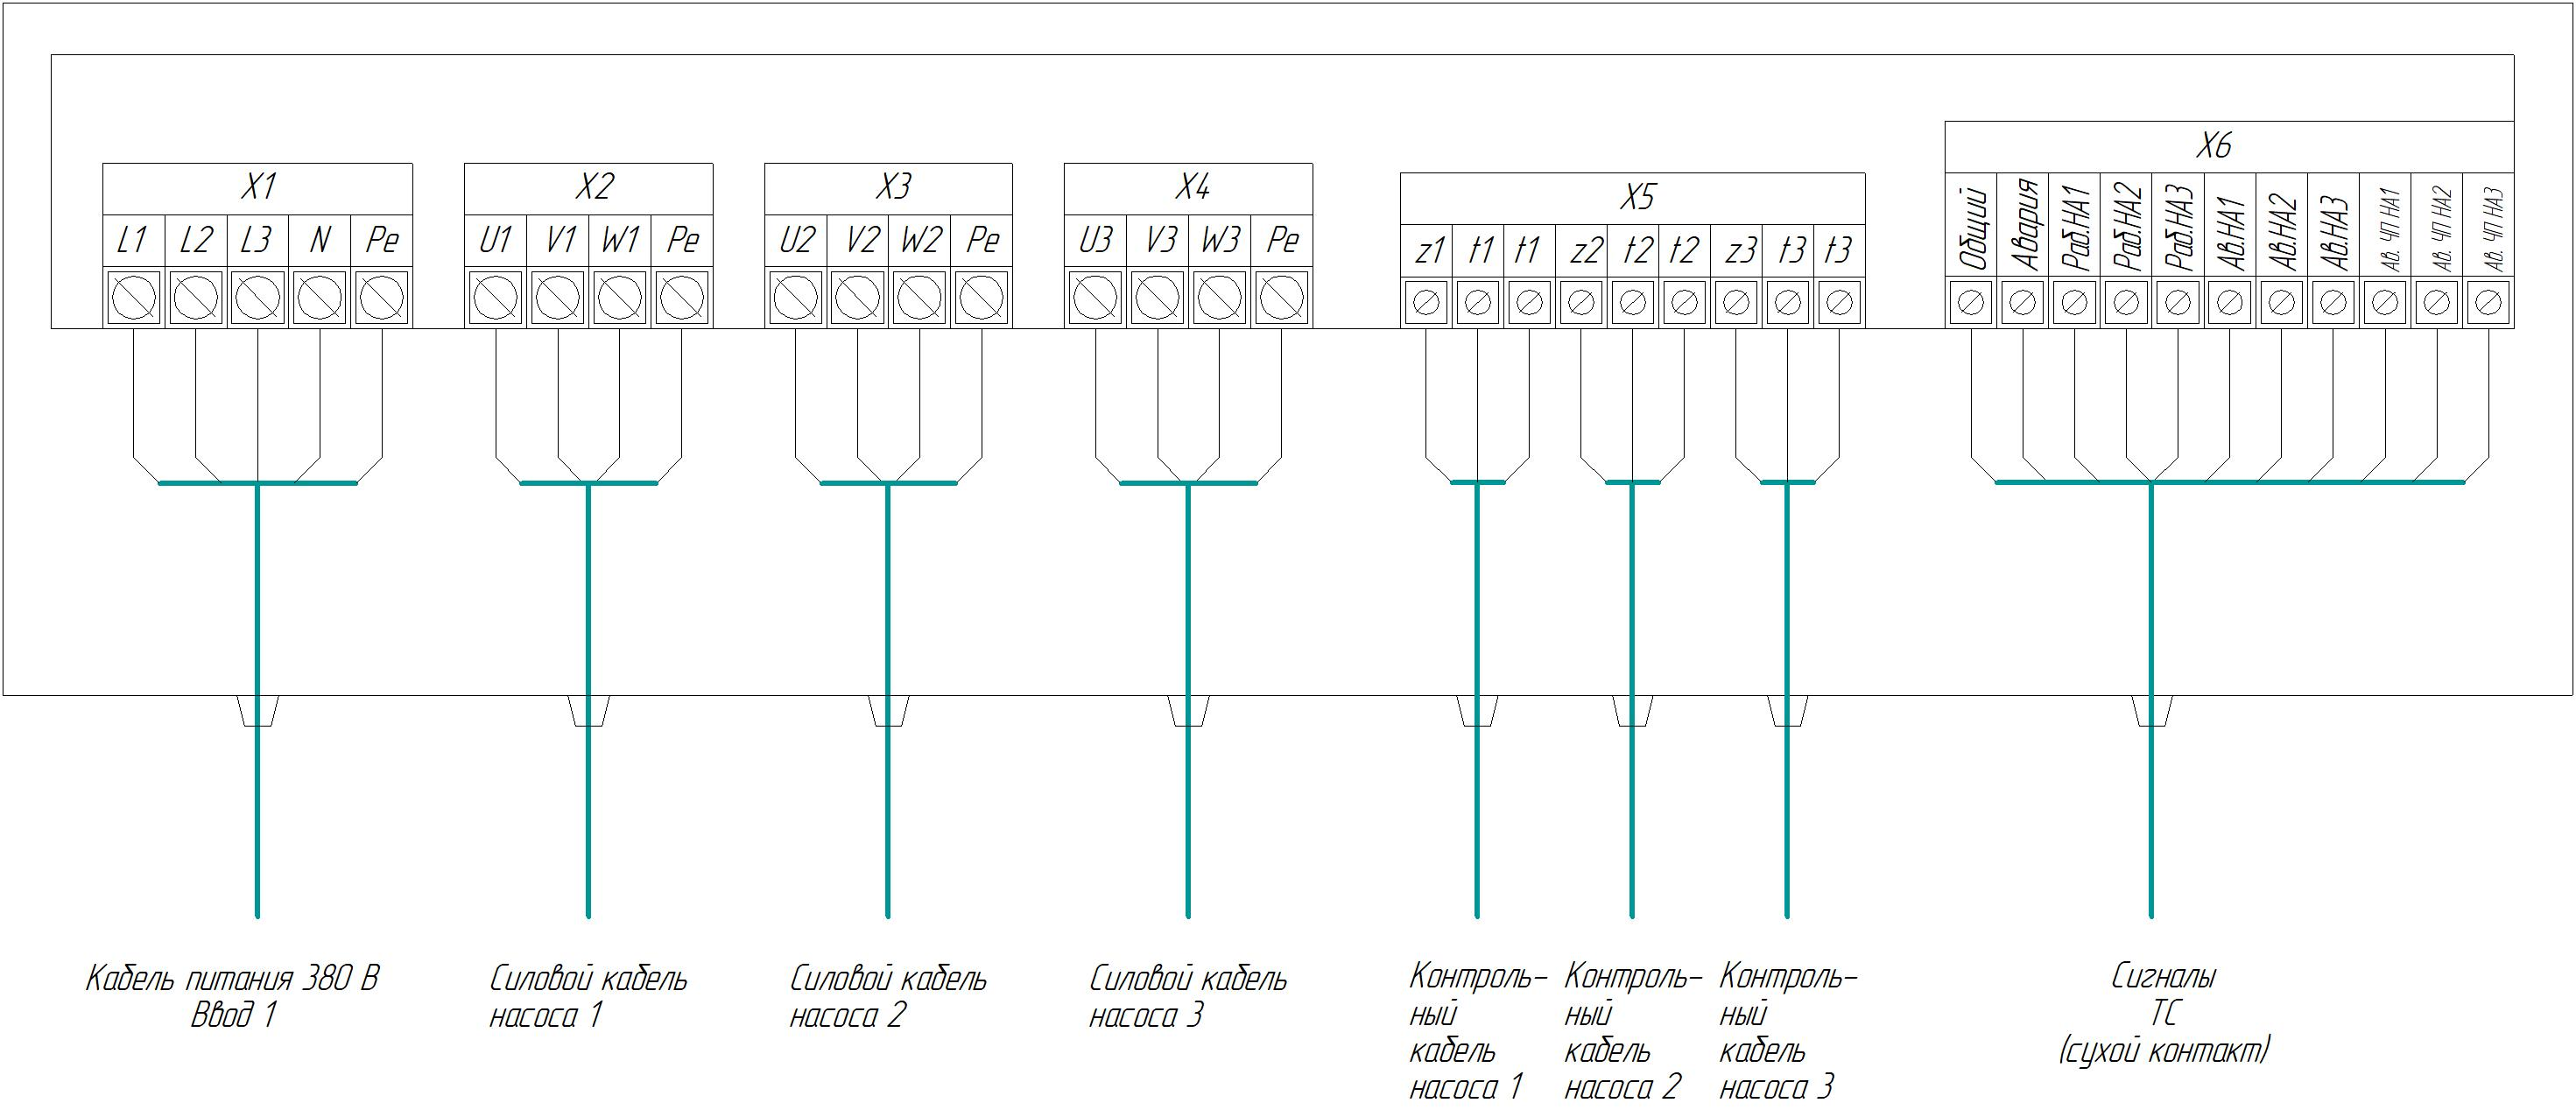 X1
L1 L2 L3 N Pe
X2
U1 V1 W1 Pe
X3
U2 V2 W2 Pe
X4
U3 V3 W3 Pe
X5
z1 t1 t1 z2 t2 t2 z3 t3 t3
X6
Общий
Авария
Раб.НА1
Раб.НА2
Раб.НА3
Ав.НА1
Ав.НА2
Ав.НА3
Ав. ЧП НА1
Ав. ЧП НА2
Ав. ЧП НА3
Кабель питания 380 В
Ввод 1
Силовой кабель
насоса 1
Силовой кабель
насоса 2
Силовой кабель
насоса 3
Контроль-
ный
кабель
насоса 1
Контроль-
ный
кабель
насоса 2
Контроль-
ный
кабель
насоса 3
Сигналы
ТС
(сухой контакт)